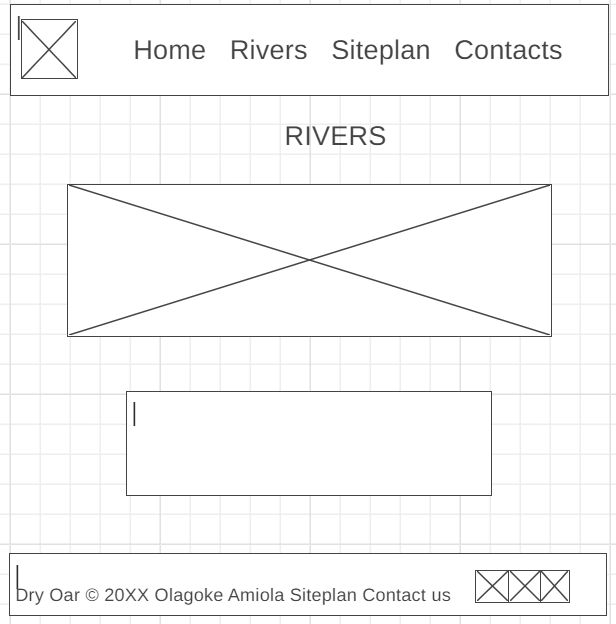 Home Rivers Siteplan Contacts
RIVERS
Dry Oar © 20XX Olagoke Amiola Siteplan Contact us